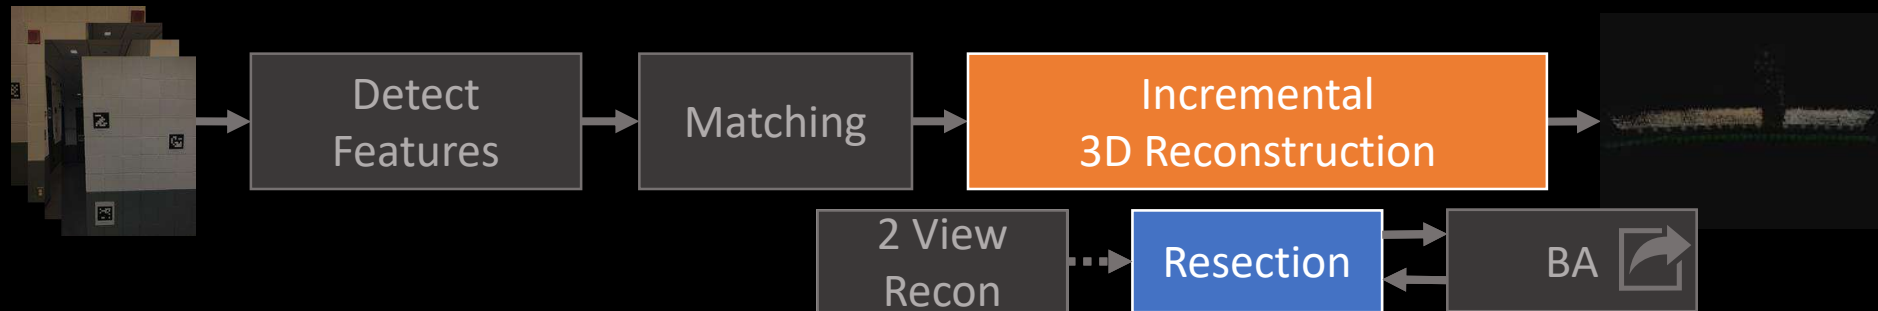 Detect
Features
Matching
Incremental
3D Reconstruction
2 View
Recon
Resection
BA